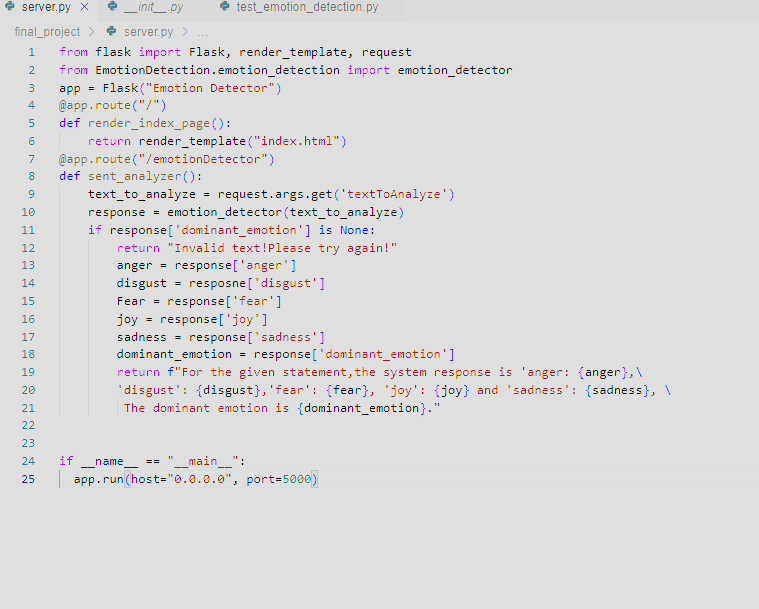 server.py
__init__.py
test_emotion_detection.py
final_project > server.py > ...
1 from flask import Flask, render_template, request
2 from EmotionDetection.emotion_detection import emotion_detector
3 app = Flask("Emotion Detector")
4 @app.route("/")
5 def render_index_page():
6     return render_template("index.html")
7 @app.route("/emotionDetector")
8 def sent_analyzer():
9     text_to_analyze = request.args.get('textToAnalyze')
10     response = emotion_detector(text_to_analyze)
11     if response['dominant_emotion'] is None:
12         return "Invalid text!Please try again!"
13         anger = response['anger']
14         disgust = resposne['disgust']
15         Fear = response['fear']
16         joy = response['joy']
17         sadness = response['sadness']
18         dominant_emotion = response['dominant_emotion']
19         return f"For the given statement,the system response is 'anger: {anger},\
20         'disgust': {disgust},'fear': {fear}, 'joy': {joy} and 'sadness': {sadness}, \
21          The dominant emotion is {dominant_emotion}."
22
23
24 if __name__ == "__main__":
25   app.run(host="0.0.0.0", port=5000)